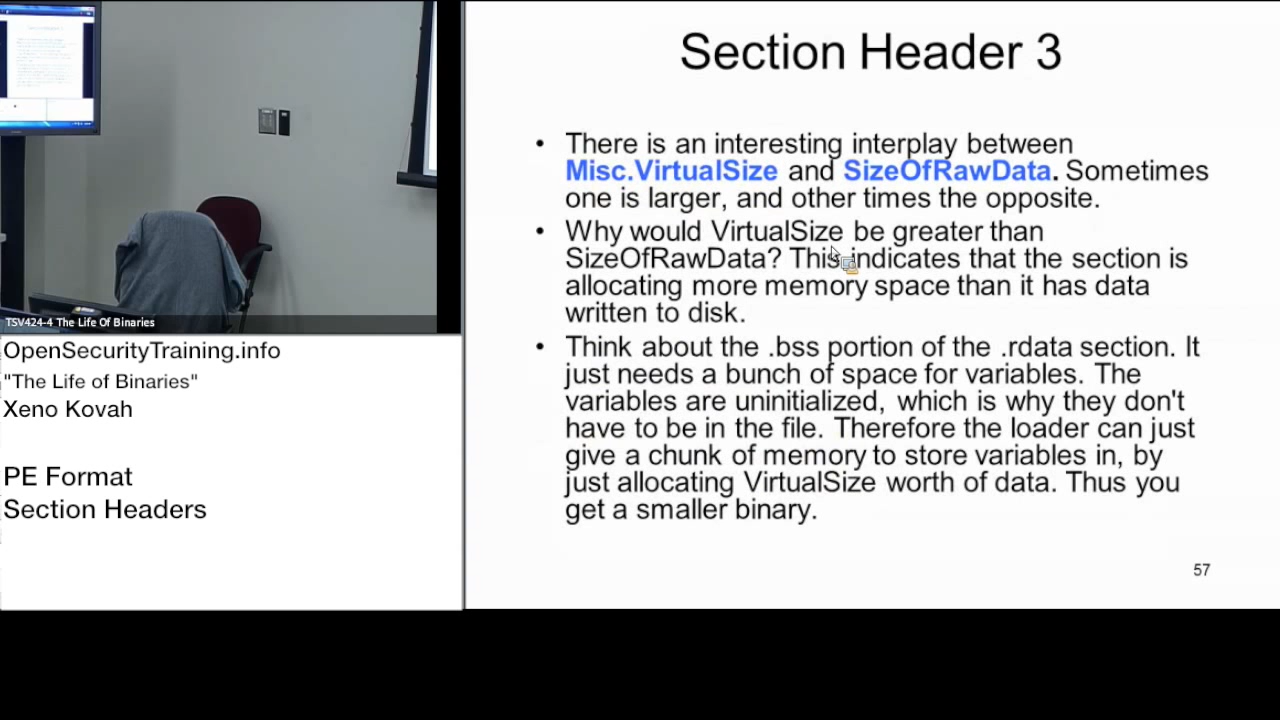 Section Header 3
• There is an interesting interplay between
Misc.VirtualSize and SizeOfRawData. Sometimes
one is larger, and other times the opposite.
• Why would VirtualSize be greater than
SizeOfRawData? This indicates that the section is
allocating more memory space than it has data
written to disk.
• Think about the .bss portion of the .rdata section. It
just needs a bunch of space for variables. The
variables are uninitialized, which is why they don't
have to be in the file. Therefore the loader can just
give a chunk of memory to store variables in, by
just allocating VirtualSize worth of data. Thus you
get a smaller binary.
57
TSV424-4 The Life Of Binaries
OpenSecurityTraining.info
"The Life of Binaries"
Xeno Kovah
PE Format
Section Headers